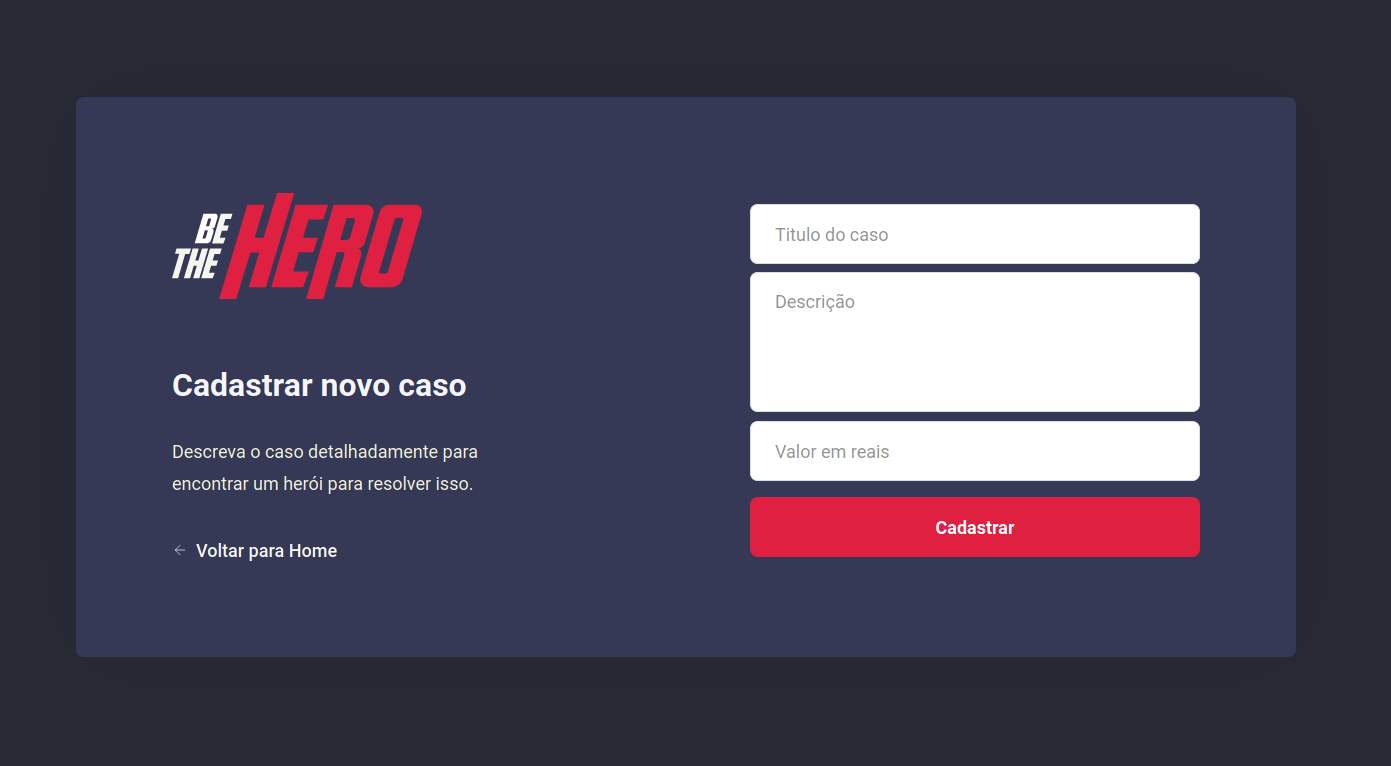 BE
THE
HERO
Cadastrar novo caso
Descreva o caso detalhadamente para
encontrar um herói para resolver isso.
Voltar para Home
Titulo do caso
Descrição
Valor em reais
Cadastrar